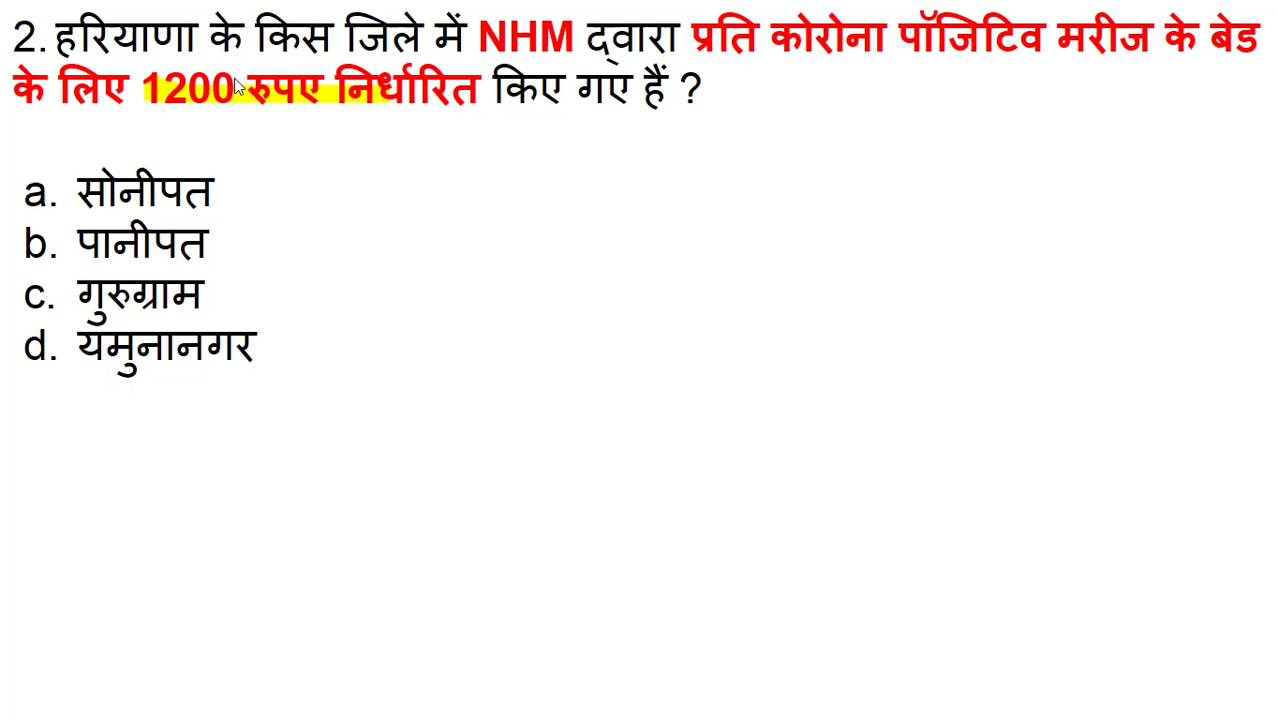 2. हरियाणा के किस जिले में NHM द्वारा प्रति कोरोना पॉजिटिव मरीज के बेड
के लिए 1200 रुपए निर्धारित किए गए हैं ?
a. सोनीपत
b. पानीपत
c. गुरुग्राम
d. यमुनानगर